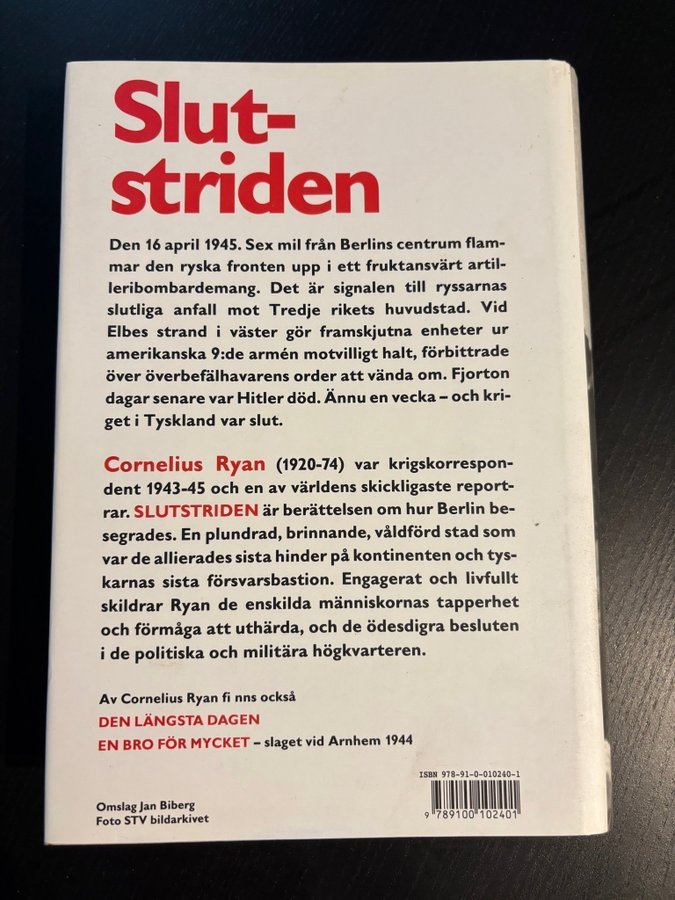 Slut-
striden
Den 16 april 1945. Sex mil från Berlins centrum flam-
mar den ryska fronten upp i ett fruktansvärt artil-
leribombardemang. Det är signalen till ryssarnas
slutliga anfall mot Tredje rikets huvudstad. Vid
Elbes strand i väster gör framskjutna enheter ur
amerikanska 9:de armén motvilligt halt, förbittrade
över överbefälhavarens order att vända om. Fjorton
dagar senare var Hitler död. Ännu en vecka – och kri-
get i Tyskland var slut.
Cornelius Ryan (1920-74) var krigskorrespon-
dent 1943-45 och en av världens skickligaste report-
rar. SLUTSTRIDEN är berättelsen om hur Berlin be-
segrades. En plundrad, brinnande, våldförd stad som
var de allierades sista hinder på kontinenten och tys-
karnas sista försvarsbastion. Engagerat och livfullt
skildrar Ryan de enskilda människornas tapperhet
och förmåga att uthärda, och de ödesdigra besluten
i de politiska och militära högkvarteren.
Av Cornelius Ryan fi nns också
DEN LÄNGSTA DAGEN
EN BRO FÖR MYCKET – slaget vid Arnhem 1944
ISBN 978-91-0-010240-1
9 789100 102401
Omslag Jan Biberg
Foto STV bildarkivet